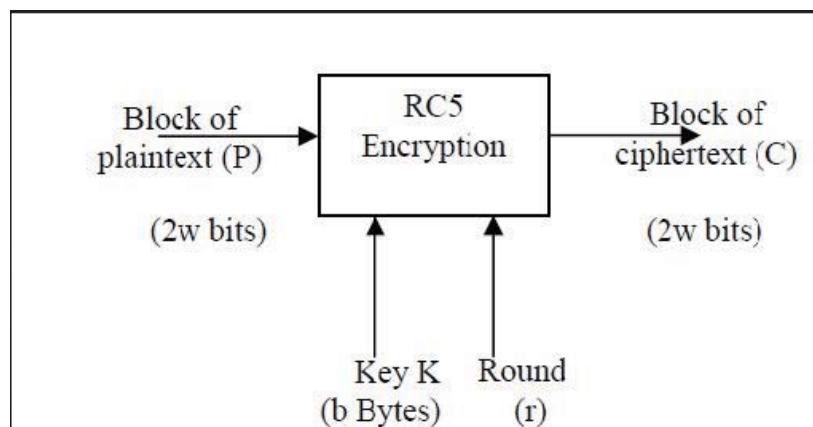 RC5
Encryption
Block of
plaintext (P)
(2w bits)
Block of
ciphertext (C)
(2w bits)
Key K
(b Bytes)
Round
(r)